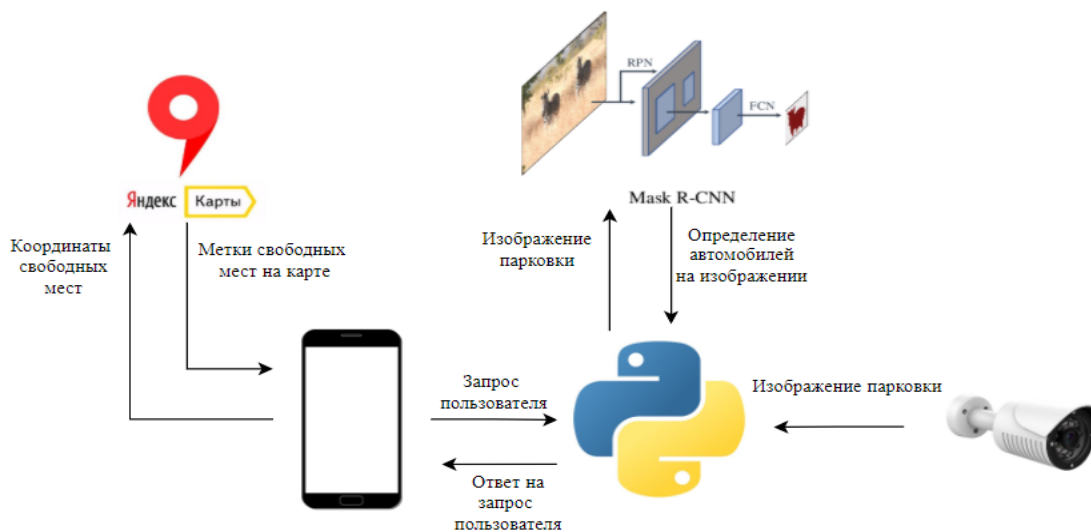 RPN
FCN
Яндекс Карты
Mask R-CNN
Координаты
свободных
мест
Метки свободных
мест на карте
Изображение
парковки
Определение
автомобилей
на изображении
Запрос
пользователя
Изображение парковки
Ответ на
запрос
пользователя